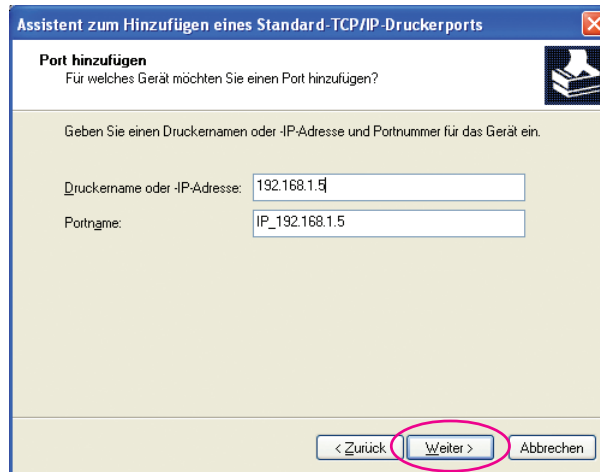 Assistent zum Hinzufügen eines Standard-TCP/IP-Druckerports
Port hinzufügen
Für welches Gerät möchten Sie einen Port hinzufügen?
Geben Sie einen Druckernamen oder -IP-Adresse und Portnummer für das Gerät ein.
Druckername oder -IP-Adresse: 192.168.1.5
Portname: IP_192.168.1.5
< Zurück Weiter > Abbrechen